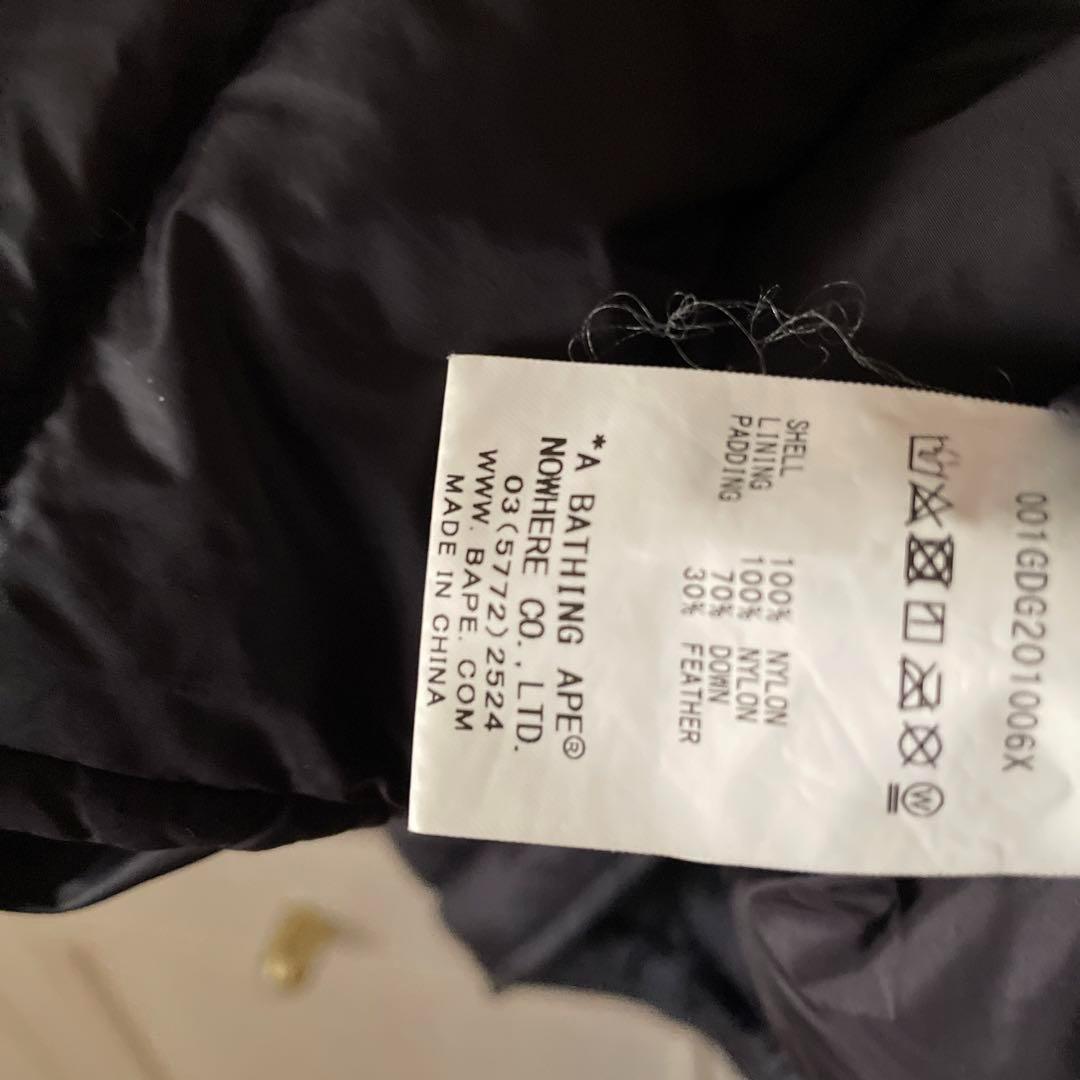 001GDG2201006X
W
SHELL 100% NYLON
LINING 100% NYLON
PADDING 70% DOWN
30% FEATHER
*A BATHING APE®
NOWHERE CO.,LTD.
03(5772)2524
WWW.BAPE.COM
MADE IN CHINA